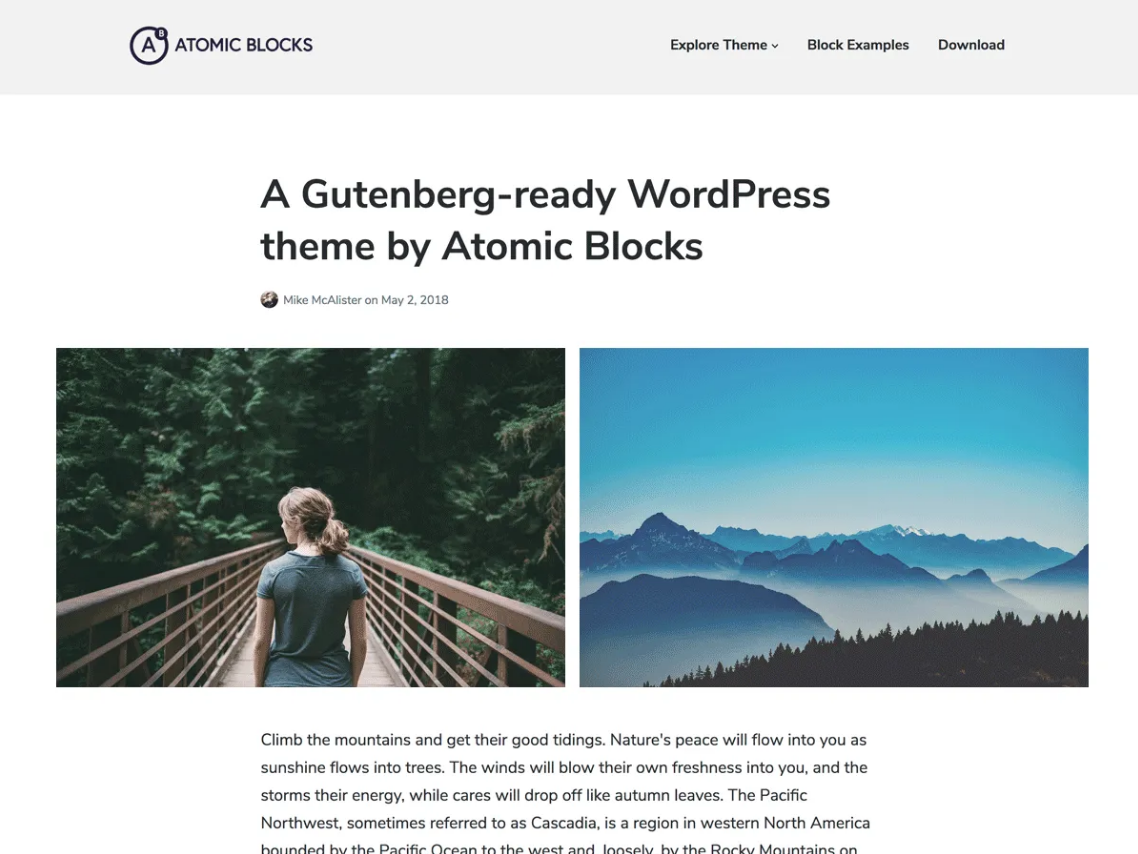 A B ATOMIC BLOCKS
Explore Theme Block Examples Download
A Gutenberg-ready WordPress
theme by Atomic Blocks
Mike McAlister on May 2, 2018
Climb the mountains and get their good tidings. Nature's peace will flow into you as
sunshine flows into trees. The winds will blow their own freshness into you, and the
storms their energy, while cares will drop off like autumn leaves. The Pacific
Northwest, sometimes referred to as Cascadia, is a region in western North America
bounded by the Pacific Ocean to the west and, loosely, by the Rocky Mountains on